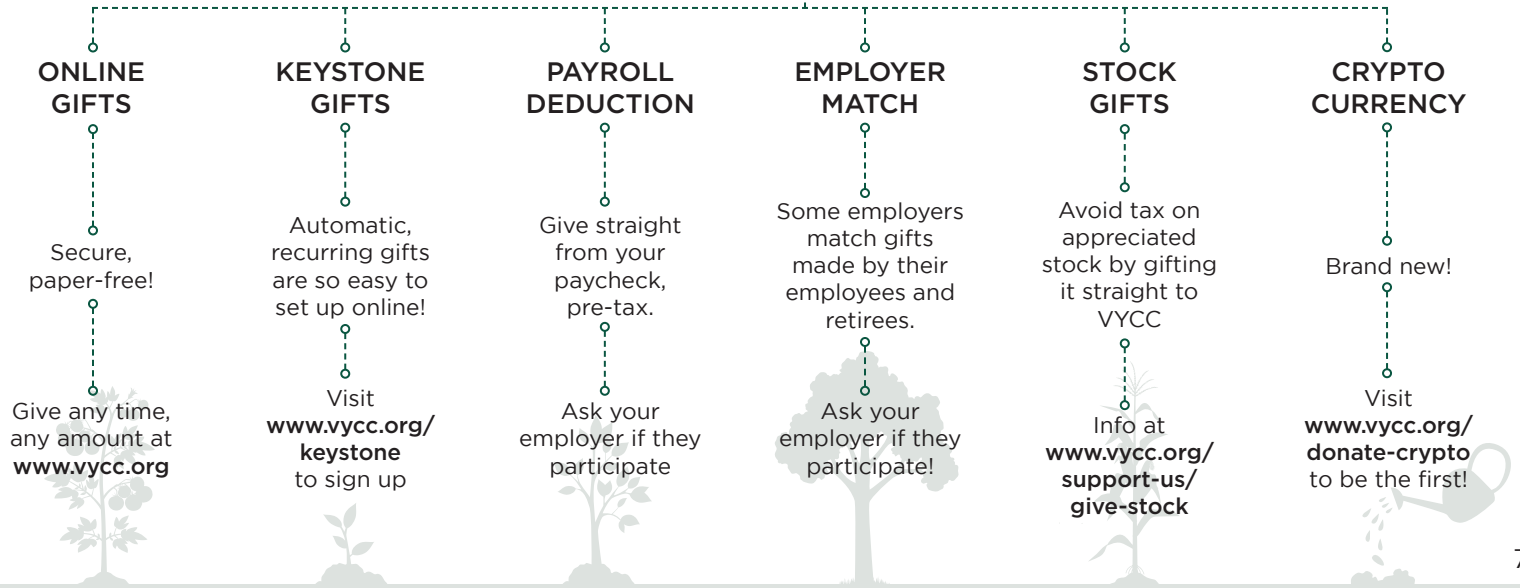 ONLINE
GIFTS
Secure,
paper-free!
Give any time,
any amount at
www.vycc.org
KEYSTONE
GIFTS
Automatic,
recurring gifts
are so easy to
set up online!
Visit
www.vycc.org/
keystone
to sign up
PAYROLL
DEDUCTION
Give straight
from your
paycheck,
pre-tax.
Ask your
employer if they
participate
EMPLOYER
MATCH
Some employers
match gifts
made by their
employees and
retirees.
Ask your
employer if they
participate!
STOCK
GIFTS
Avoid tax on
appreciated
stock by gifting
it straight to
VYCC
Info at
www.vycc.org/
support-us/
give-stock
CRYPTO
CURRENCY
Brand new!
Visit
www.vycc.org/
donate-crypto
to be the first!
7